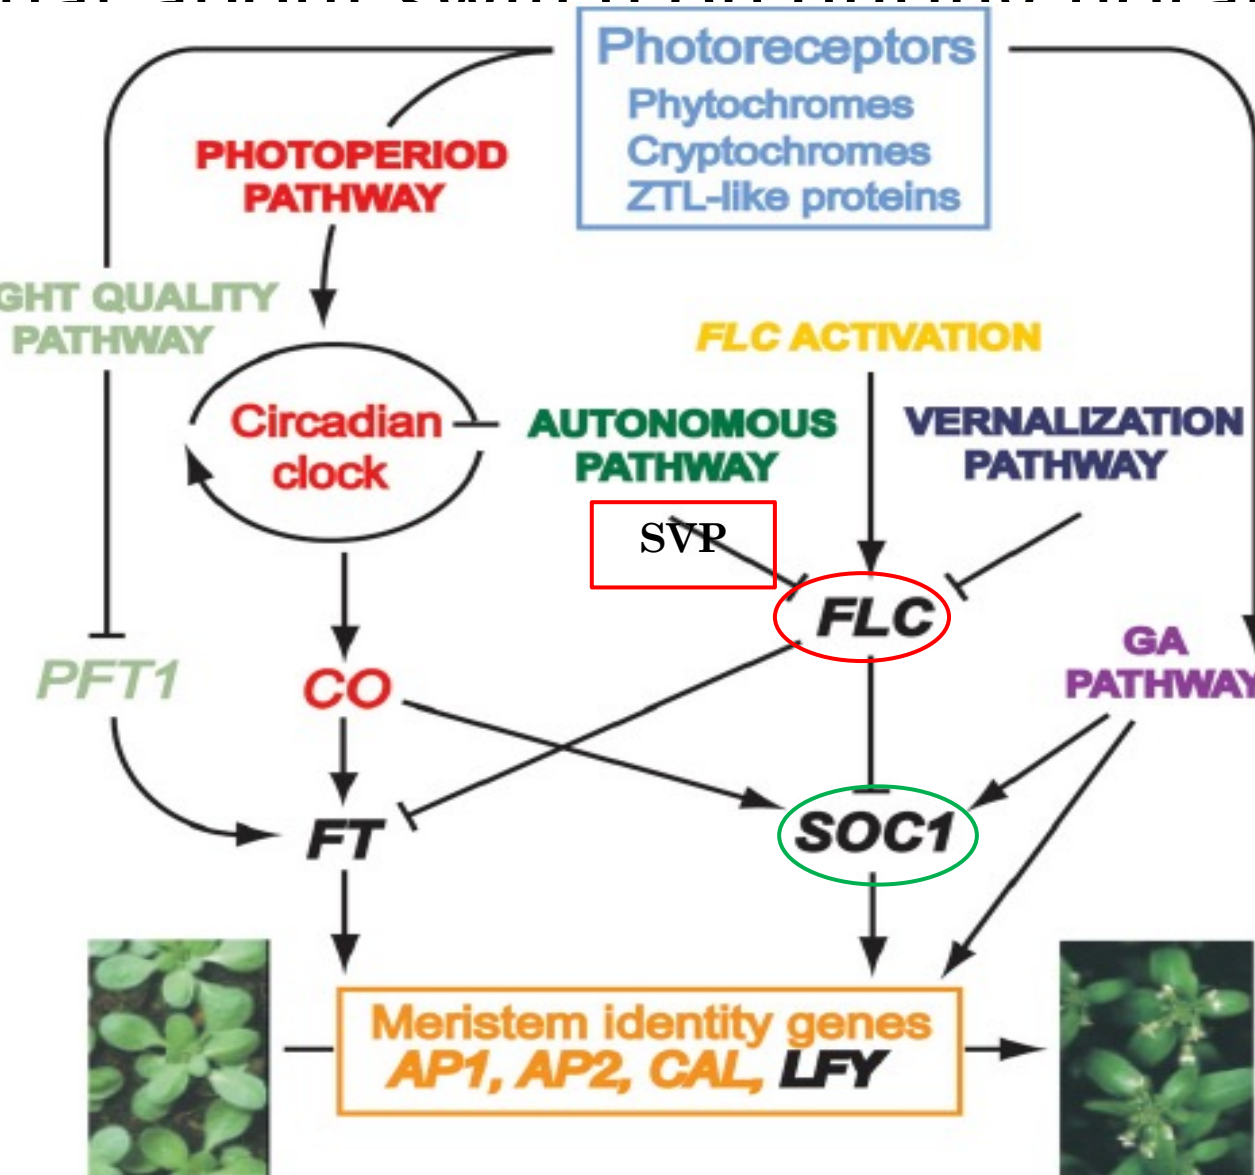 Photoreceptors
Phytochromes
Cryptochromes
ZTL-like proteins
PHOTOPERIOD
PATHWAY
GHT QUALITY
PATHWAY
FLC ACTIVATION
Circadian
clock
AUTONOMOUS
PATHWAY
VERNALIZATION
PATHWAY
SVP
FLC
GA
PATHWAY
PFT1
CO
FT
SOC1
Meristem identity genes
AP1, AP2, CAL, LFY